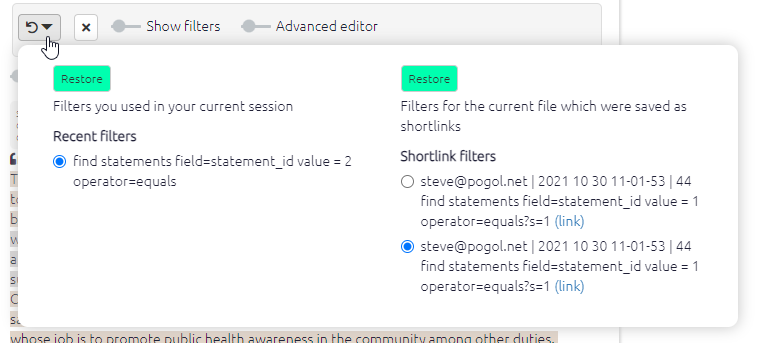 × Show filters Advanced editor
Restore
Filters you used in your current session
Recent filters
find statements field=statement_id value = 2
operator=equals
Restore
Filters for the current file which were saved as
shortlinks
Shortlink filters
steve@pogol.net | 2021 10 30 11-01-53 | 44
find statements field=statement_id value = 1
operator=equals?s=1 (link)
steve@pogol.net | 2021 10 30 11-01-53 | 44
find statements field=statement_id value = 1
operator=equals?s=1 (link)
whose job is to promote public health awareness in the community among other duties.